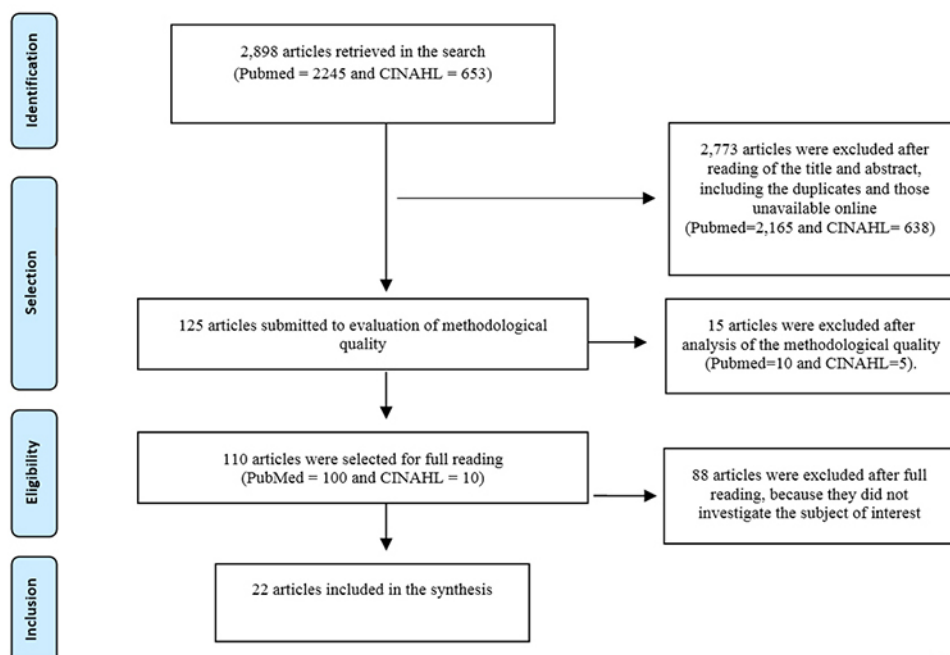 Identification
2,898 articles retrieved in the search
(Pubmed = 2245 and CINAHL = 653)
2,773 articles were excluded after
reading of the title and abstract,
including the duplicates and those
unavailable online
(Pubmed=2,165 and CINAHL= 638)
Selection
125 articles submitted to evaluation of methodological
quality
15 articles were excluded after
analysis of the methodological quality
(Pubmed=10 and CINAHL=5).
Eligibility
110 articles were selected for full reading
(PubMed = 100 and CINAHL = 10)
88 articles were excluded after full
reading, because they did not
investigate the subject of interest
Inclusion
22 articles included in the synthesis